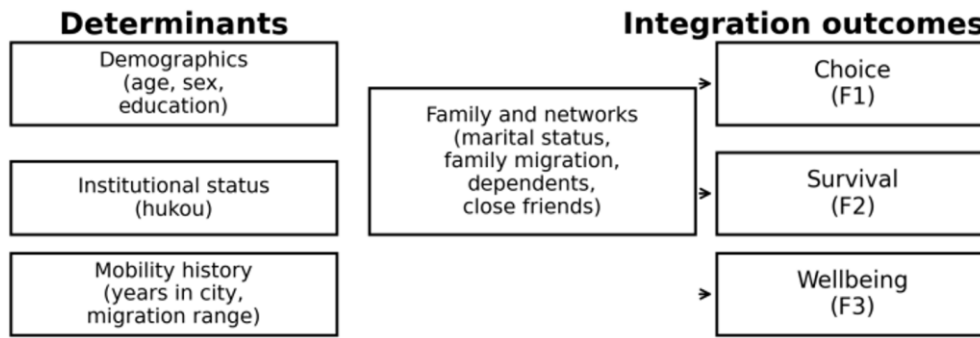 Determinants
Integration outcomes
Demographics
(age, sex,
education)
Institutional status
(hukou)
Mobility history
(years in city,
migration range)
Family and networks
(marital status,
family migration,
dependents,
close friends)
Choice
(F1)
Survival
(F2)
Wellbeing
(F3)